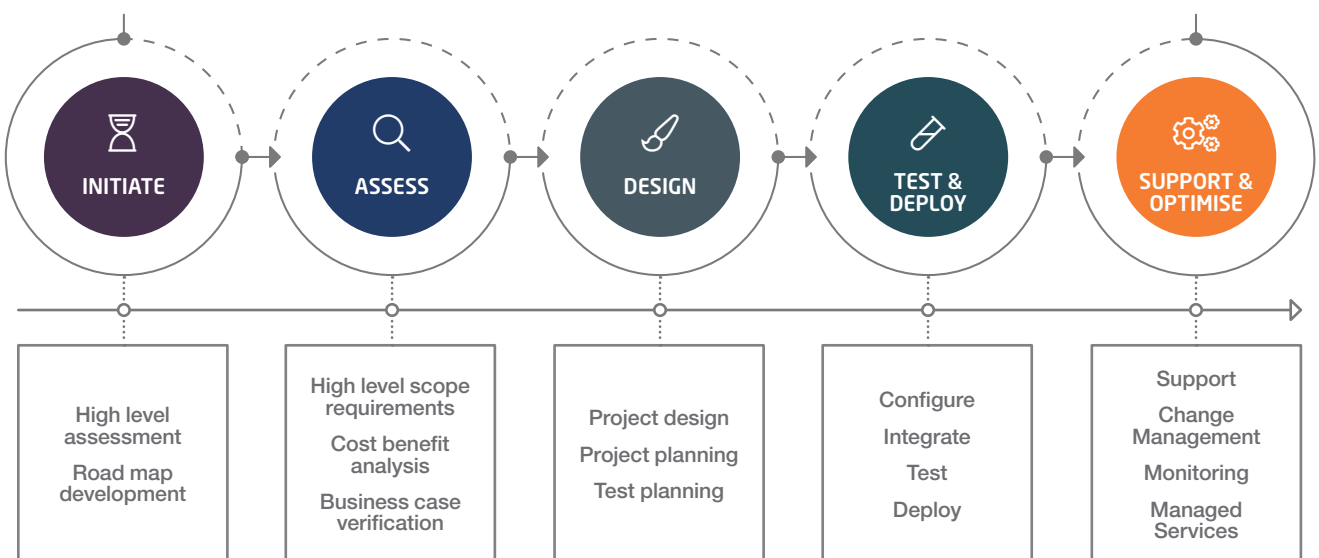 INITIATE
ASSESS
DESIGN
TEST &
DEPLOY
SUPPORT &
OPTIMISE
High level
assessment
Road map
development
High level scope
requirements
Cost benefit
analysis
Business case
verification
Project design
Project planning
Test planning
Configure
Integrate
Test
Deploy
Support
Change
Management
Monitoring
Managed
Services